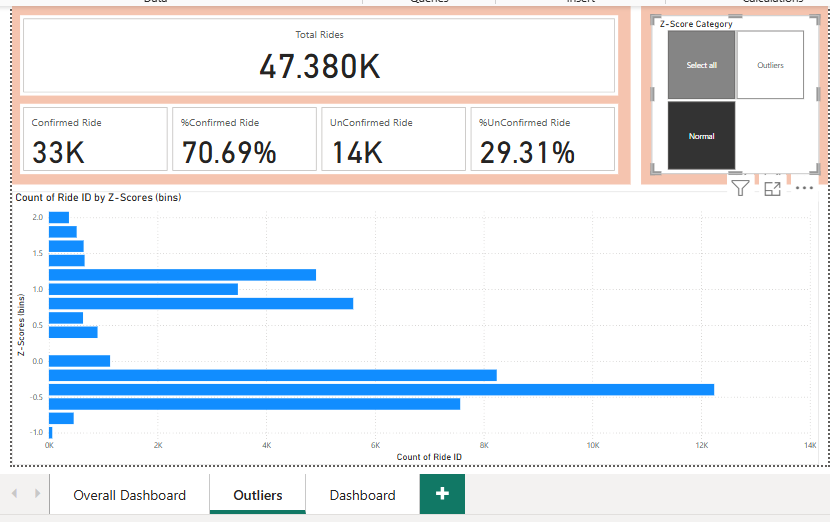 Data Queries Insert Calculations
Total Rides
47.380K
Confirmed Ride
33K
%Confirmed Ride
70.69%
UnConfirmed Ride
14K
%UnConfirmed Ride
29.31%
Z-Score Category
Select all
Outliers
Normal
Count of Ride ID by Z-Scores (bins)
Z-Scores (bins)
2.0
1.5
1.0
0.5
0.0
-0.5
-1.0
0K 2K 4K 6K 8K 10K 12K 14K
Count of Ride ID
Overall Dashboard Outliers Dashboard